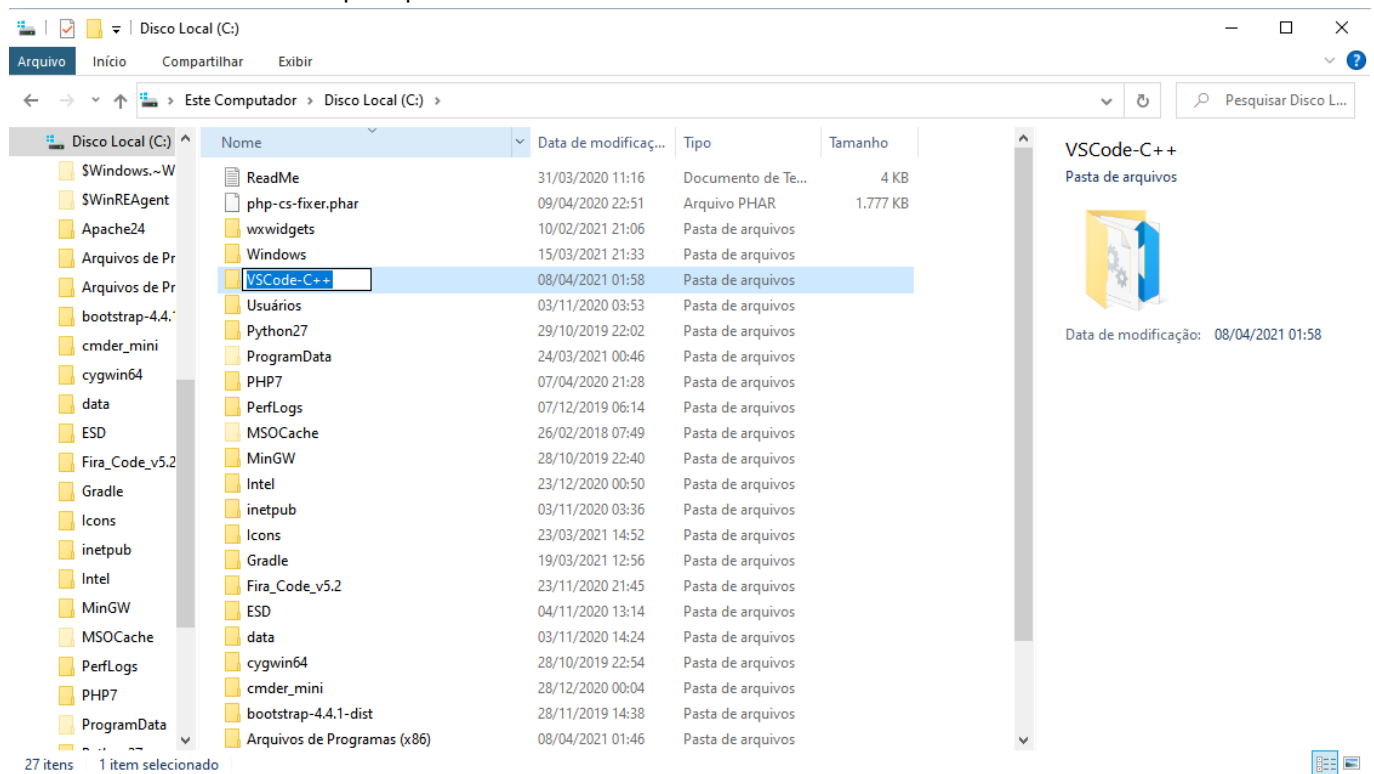 Disco Local (C:)
Arquivo Início Compartilhar Exibir
Este Computador > Disco Local (C:) >
Pesquisar Disco L...
Disco Local (C:)
$Windows.~W
$WinREAgent
Apache24
Arquivos de Pr
Arquivos de Pr
bootstrap-4.4.1
cmder_mini
cygwin64
data
ESD
Fira_Code_v5.2
Gradle
Icons
inetpub
Intel
MinGW
MSOCache
PerfLogs
PHP7
ProgramData
Nome Data de modificaç... Tipo Tamanho
ReadMe 31/03/2020 11:16 Documento de Te... 4 KB
php-cs-fixer.phar 09/04/2020 22:51 Arquivo PHAR 1.777 KB
wxwidgets 10/02/2021 21:06 Pasta de arquivos
Windows 15/03/2021 21:33 Pasta de arquivos
VSCode-C++ 08/04/2021 01:58 Pasta de arquivos
Usuários 03/11/2020 03:53 Pasta de arquivos
Python27 29/10/2019 22:02 Pasta de arquivos
ProgramData 24/03/2021 00:46 Pasta de arquivos
PHP7 07/04/2020 21:28 Pasta de arquivos
PerfLogs 07/12/2019 06:14 Pasta de arquivos
MSOCache 26/02/2018 07:49 Pasta de arquivos
MinGW 28/10/2019 22:40 Pasta de arquivos
Intel 23/12/2020 00:50 Pasta de arquivos
inetpub 03/11/2020 03:36 Pasta de arquivos
Icons 23/03/2021 14:52 Pasta de arquivos
Gradle 19/03/2021 12:56 Pasta de arquivos
Fira_Code_v5.2 23/11/2020 21:45 Pasta de arquivos
ESD 04/11/2020 13:14 Pasta de arquivos
data 03/11/2020 14:24 Pasta de arquivos
cygwin64 28/10/2019 22:54 Pasta de arquivos
cmder_mini 28/12/2020 00:04 Pasta de arquivos
bootstrap-4.4.1-dist 28/11/2019 14:38 Pasta de arquivos
Arquivos de Programas (x86) 08/04/2021 01:46 Pasta de arquivos
VSCode-C++
Pasta de arquivos
Data de modificação: 08/04/2021 01:58
27 itens 1 item selecionado